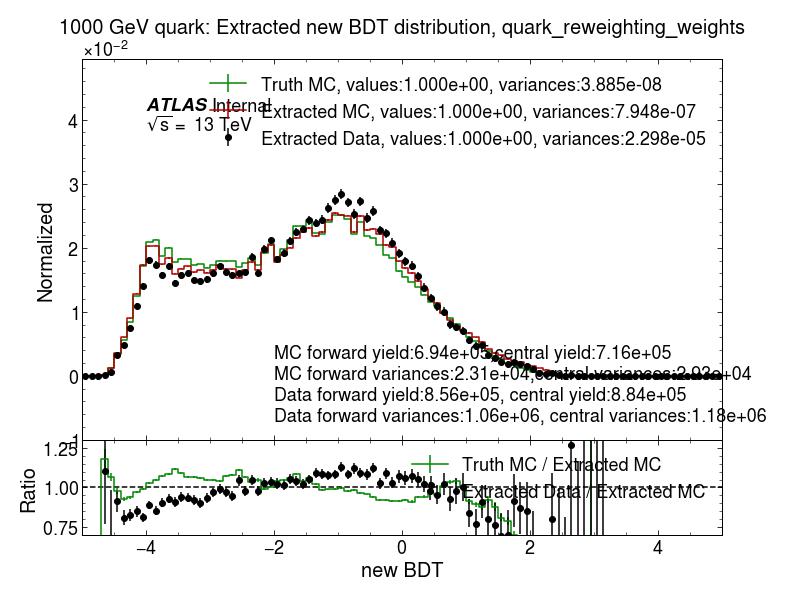 1000 GeV quark: Extracted new BDT distribution, quark_reweighting_weights
×10⁻²
Truth MC, values:1.000e+00, variances:3.885e-08
ATLAS Internal
Extracted MC, values:1.000e+00, variances:7.948e-07
√s = 13 TeV
Extracted Data, values:1.000e+00, variances:2.298e-05
4
3
2
1
0
Normalized
MC forward yield:6.94e+05, central yield:7.16e+05
MC forward variances:2.31e+04, central variances:2.93e+04
Data forward yield:8.56e+05, central yield:8.84e+05
Data forward variances:1.06e+06, central variances:1.18e+06
1.25
1.00
0.75
Ratio
Truth MC / Extracted MC
Extracted Data / Extracted MC
−4 −2 0 2 4
new BDT